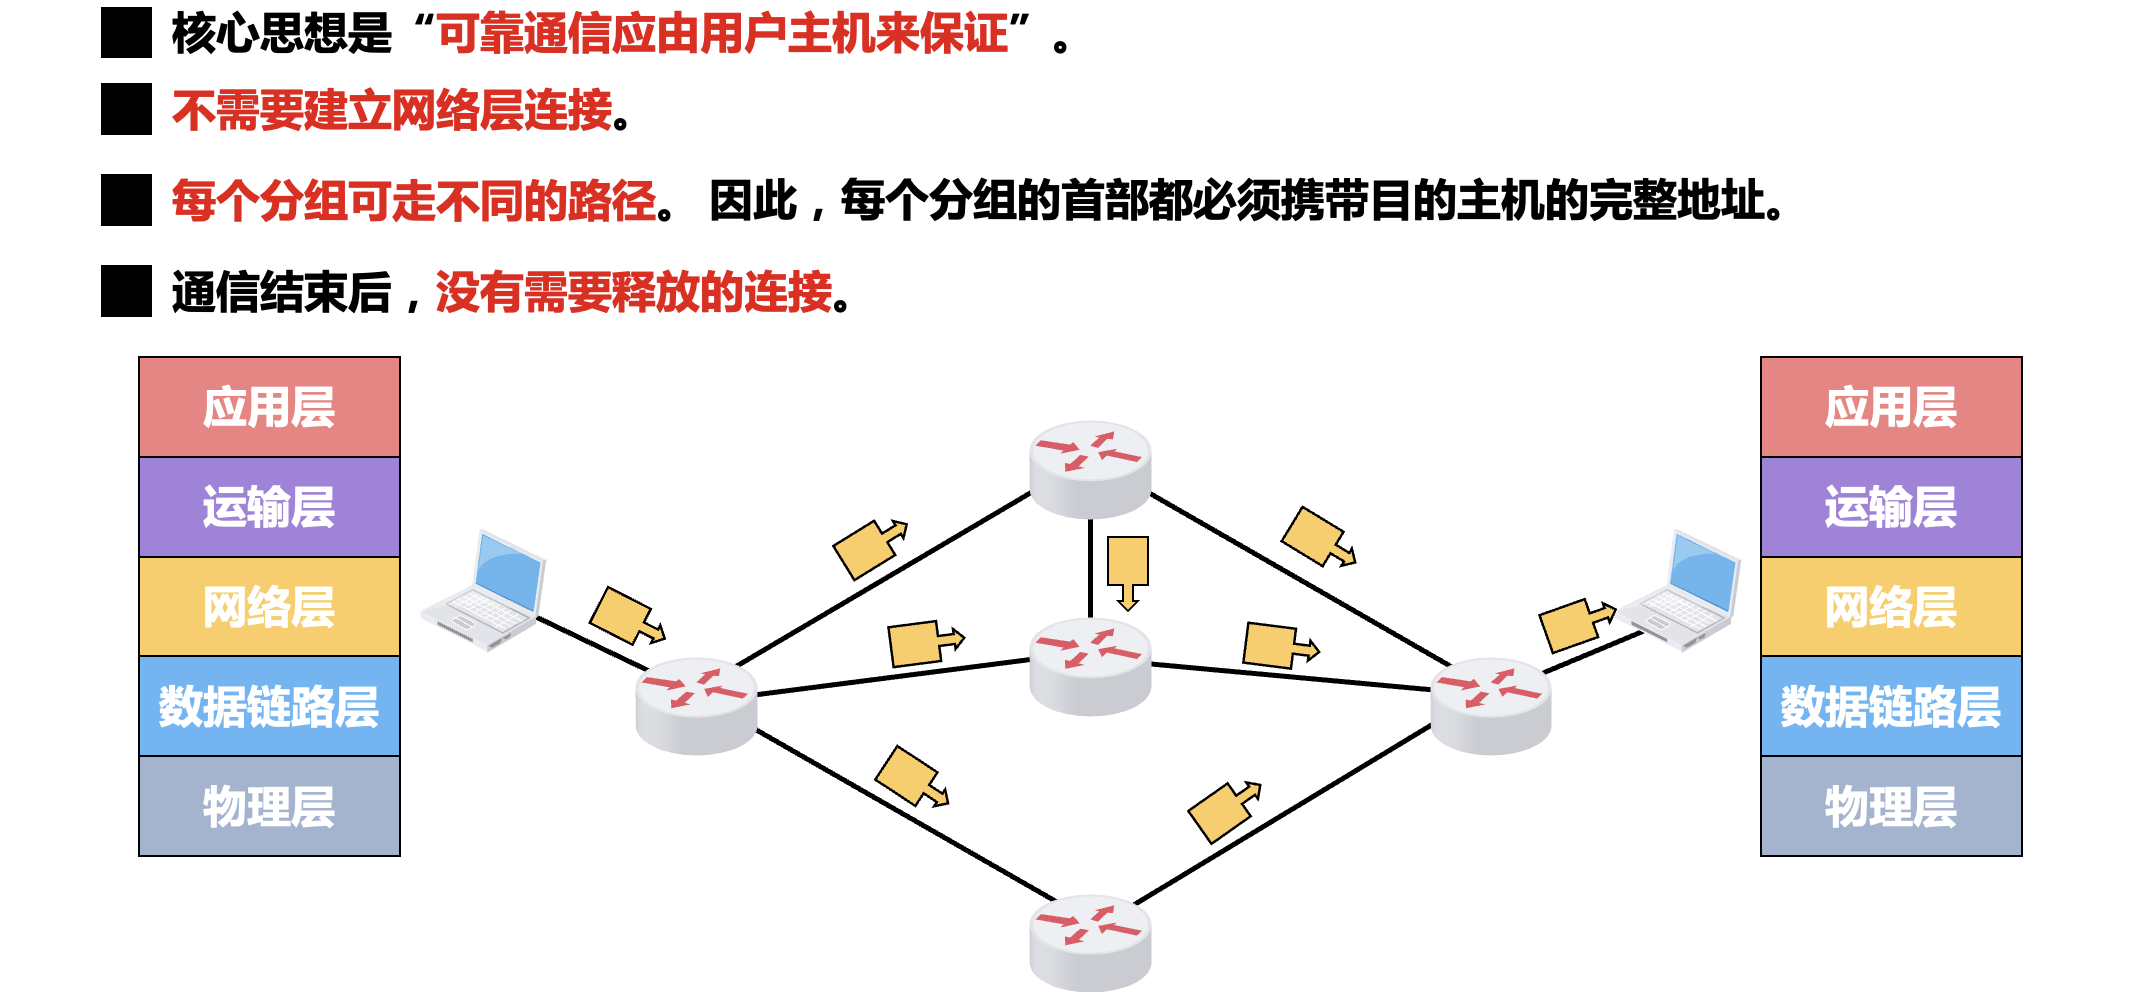 核心思想是“可靠通信应由用户主机来保证”。
不需要建立网络层连接。
每个分组可走不同的路径。 因此，每个分组的首部都必须携带目的主机的完整地址。
通信结束后，没有需要释放的连接。
应用层
运输层
网络层
数据链路层
物理层
应用层
运输层
网络层
数据链路层
物理层